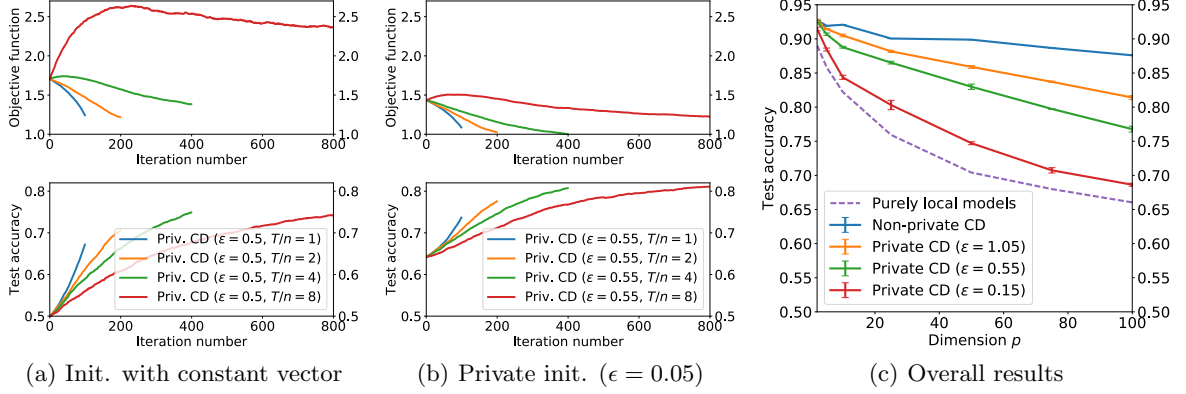 Objective function
2.5
2.0
1.5
1.0
2.5
2.0
1.5
1.0
0 200 400 600 800
Iteration number
Test accuracy
0.8
0.7
0.6
0.5
0.8
0.7
0.5
Priv. CD (ε = 0.5, T/n = 1)
Priv. CD (ε = 0.5, T/n = 2)
Priv. CD (ε = 0.5, T/n = 4)
Priv. CD (ε = 0.5, T/n = 8)
0 200 400 600 800
Iteration number
(a) Init. with constant vector
Objective function
2.5
2.0
1.5
1.0
2.5
2.0
1.5
1.0
0 200 400 600 800
Iteration number
Test accuracy
0.8
0.7
0.6
0.5
0.8
0.7
0.5
Priv. CD (ε = 0.55, T/n = 1)
Priv. CD (ε = 0.55, T/n = 2)
Priv. CD (ε = 0.55, T/n = 4)
Priv. CD (ε = 0.55, T/n = 8)
0 200 400 600 800
Iteration number
(b) Private init. (ϵ = 0.05)
Test accuracy
0.95
0.90
0.85
0.80
0.75
0.70
0.65
0.60
0.55
0.50
0.95
0.90
0.85
0.80
0.75
0.70
0.65
0.60
0.55
0.50
Purely local models
Non-private CD
Private CD (ε = 1.05)
Private CD (ε = 0.55)
Private CD (ε = 0.15)
20 40 60 80 100
Dimension p
(c) Overall results